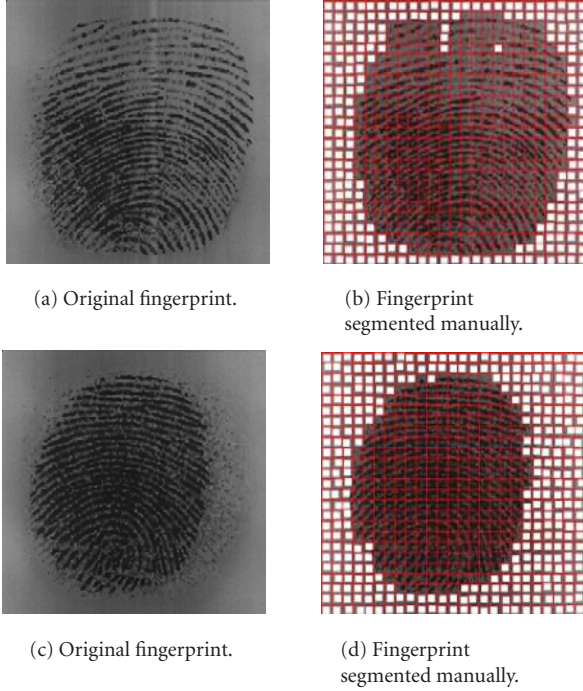 (a) Original fingerprint.
(b) Fingerprint
segmented manually.
(c) Original fingerprint.
(d) Fingerprint
segmented manually.